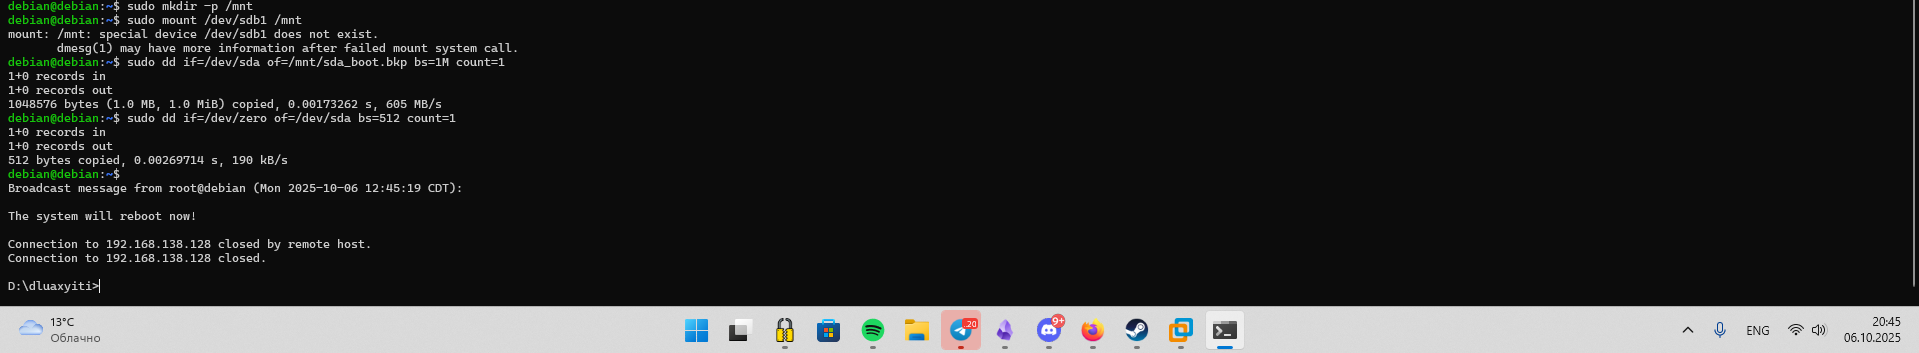 debian@debian:~$ sudo mkdir -p /mnt
debian@debian:~$ sudo mount /dev/sdb1 /mnt
mount: /mnt: special device /dev/sdb1 does not exist.
       dmesg(1) may have more information after failed mount system call.
debian@debian:~$ sudo dd if=/dev/sda of=/mnt/sda_boot.bkp bs=1M count=1
1+0 records in
1+0 records out
1048576 bytes (1.0 MB, 1.0 MiB) copied, 0.00173262 s, 605 MB/s
debian@debian:~$ sudo dd if=/dev/zero of=/dev/sda bs=512 count=1
1+0 records in
1+0 records out
512 bytes copied, 0.00269714 s, 190 kB/s
debian@debian:~$
Broadcast message from root@debian (Mon 2025-10-06 12:45:19 CDT):
The system will reboot now!
Connection to 192.168.138.128 closed by remote host.
Connection to 192.168.138.128 closed.
D:\dluaxyiti>
13°C
Облачно
20
9+
ENG
20:45
06.10.2025